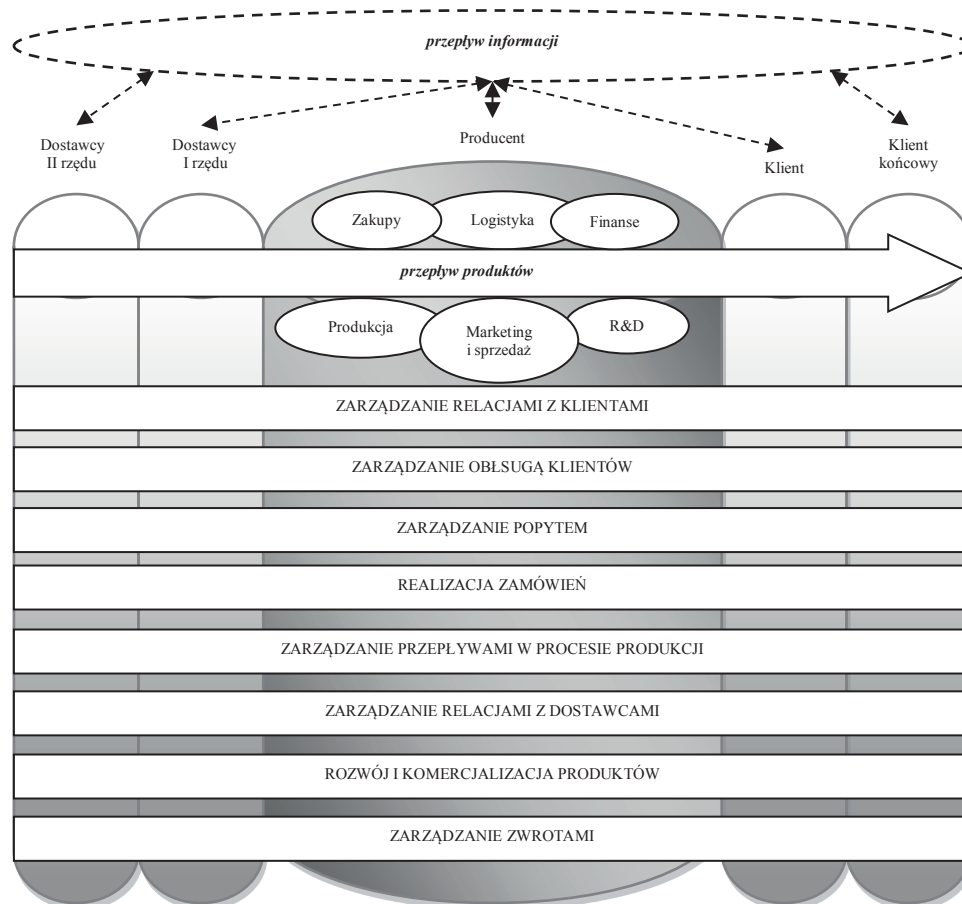 przepływ informacji
Dostawcy
II rzędu
Dostawcy
I rzędu
Producent
Klient
Klient
końcowy
Zakupy
Logistyka
Finanse
przepływ produktów
Produkcja
Marketing
i sprzedaż
R&D
ZARZĄDZANIE RELACJAMI Z KLIENTAMI
ZARZĄDZANIE OBŁSUGĄ KLIENTÓW
ZARZĄDZANIE POPYTEM
REALIZACJA ZAMÓWIEŃ
ZARZĄDZANIE PRZEPŁYWAMI W PROCESIE PRODUKCJI
ZARZĄDZANIE RELACJAMI Z DOSTAWCAMI
ROZWÓJ I KOMERCJALIZACJA PRODUKTÓW
ZARZĄDZANIE ZWROTAMI